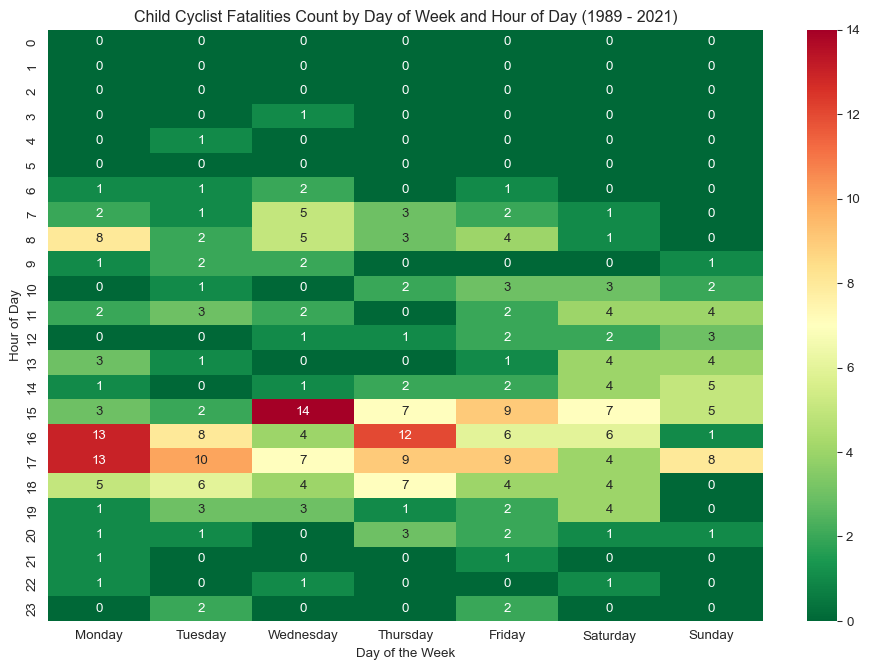 Child Cyclist Fatalities Count by Day of Week and Hour of Day (1989 - 2021)
Hour of Day
0 0 0 0 0 0 0 0
1 0 0 0 0 0 0 0
2 0 0 0 0 0 0 0
3 0 0 1 0 0 0 0
4 0 1 0 0 0 0 0
5 0 0 0 0 0 0 0
6 1 1 2 0 1 0 0
7 2 1 5 3 2 1 0
8 8 2 5 3 4 1 0
9 1 2 2 0 0 0 1
10 0 1 0 2 3 3 2
11 2 3 2 0 2 4 4
12 0 0 1 1 2 2 3
13 3 1 0 0 1 4 4
14 1 0 1 2 2 4 5
15 3 2 14 7 9 7 5
16 13 8 4 12 6 6 1
17 13 10 7 9 9 4 8
18 5 6 4 7 4 4 0
19 1 3 3 1 2 4 0
20 1 1 0 3 2 1 1
21 1 0 0 0 1 0 0
22 1 0 1 0 0 1 0
23 0 2 0 0 2 0 0
Monday Tuesday Wednesday Thursday Friday Saturday Sunday
Day of the Week
14
12
10
8
6
4
2
0